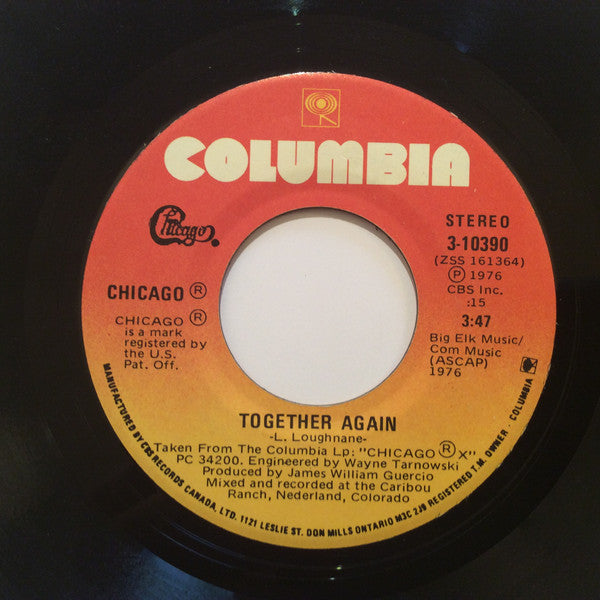 COLUMBIA
Chicago.
STEREO
3-10390
(ZSS 161364)
Ⓟ 1976
CBS Inc.
:15
3:47
Big Elk Music/
Com Music
(ASCAP)
1976
CHICAGO ®
CHICAGO ®
is a mark
registered by
the U.S.
Pat. Off.
TOGETHER AGAIN
-L. Loughnane-
Taken From The Columbia Lp: "CHICAGO ® X"
PC 34200. Engineered by Wayne Tarnowski
Produced by James William Guercio
Mixed and recorded at the Caribou
Ranch, Nederland, Colorado
MANUFACTURED BY CBS RECORDS CANADA, LTD. 1121 LESLIE ST. DON MILLS ONTARIO M3C 2J9 REGISTERED T.M. OWNER - COLUMBIA